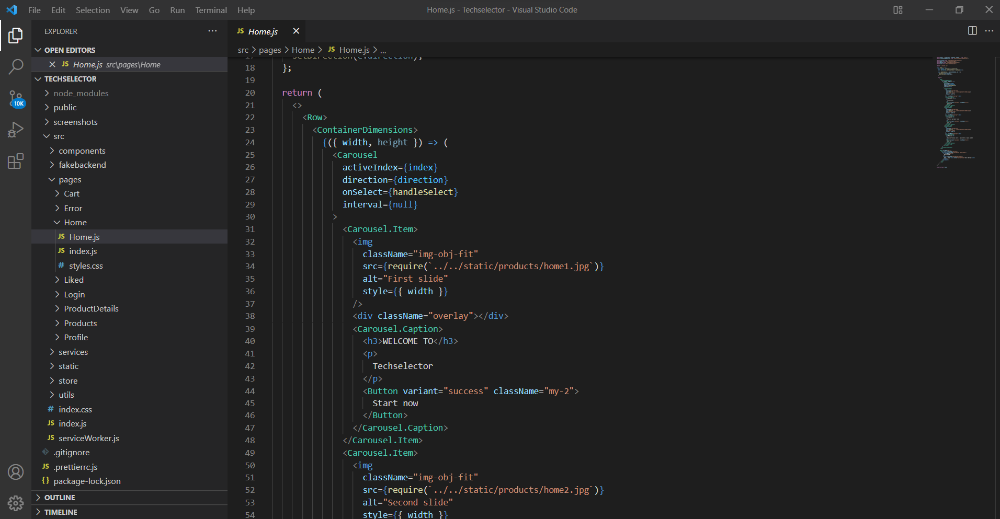 File Edit Selection View Go Run Terminal Help
Home.js - Techselector - Visual Studio Code
EXPLORER
OPEN EDITORS
JS Home.js src\pages\Home
TECHSELECTOR
node_modules
public
screenshots
src
components
fakebackend
pages
Cart
Error
Home
JS Home.js
JS index.js
# styles.css
Liked
Login
ProductDetails
Products
Profile
services
static
store
utils
# index.css
JS index.js
JS serviceWorker.js
.gitignore
JS .prettierrc.js
{} package-lock.json
OUTLINE
TIMELINE
10K
JS Home.js
src > pages > Home > JS Home.js > ...
17 setDirection(e.direction);
18 };
19
20 return (
21 <>
22 <Row>
23 <ContainerDimensions>
24 {({ width, height }) => (
25 <Carousel
26 activeIndex={index}
27 direction={direction}
28 onSelect={handleSelect}
29 interval={null}
30 >
31 <Carousel.Item>
32 <img
33 className="img-obj-fit"
34 src={require(`../../static/products/home1.jpg`)}
35 alt="First slide"
36 style={{ width }}
37 />
38 <div className="overlay"></div>
39 <Carousel.Caption>
40 <h3>WELCOME TO</h3>
41 <p>
42 Techselector
43 </p>
44 <Button variant="success" className="my-2">
45 Start now
46 </Button>
47 </Carousel.Caption>
48 </Carousel.Item>
49 <Carousel.Item>
50 <img
51 className="img-obj-fit"
52 src={require(`../../static/products/home2.jpg`)}
53 alt="Second slide"
54 style={{ width }}